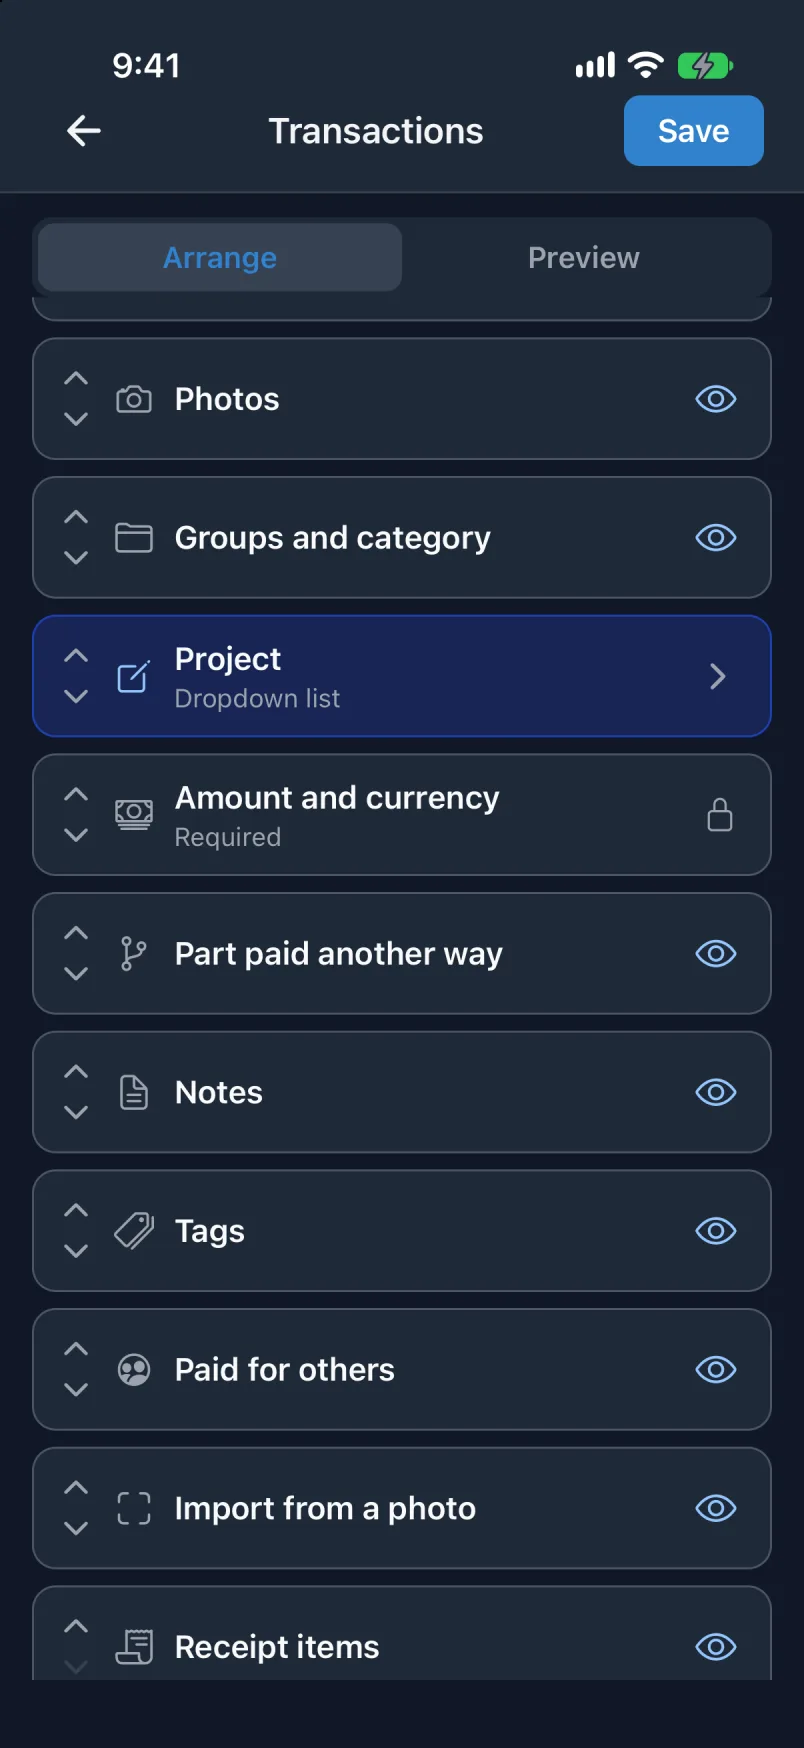 9:41
Transactions
Save
Arrange
Preview
Photos
Groups and category
Project
Dropdown list
Amount and currency
Required
Part paid another way
Notes
Tags
Paid for others
Import from a photo
Receipt items